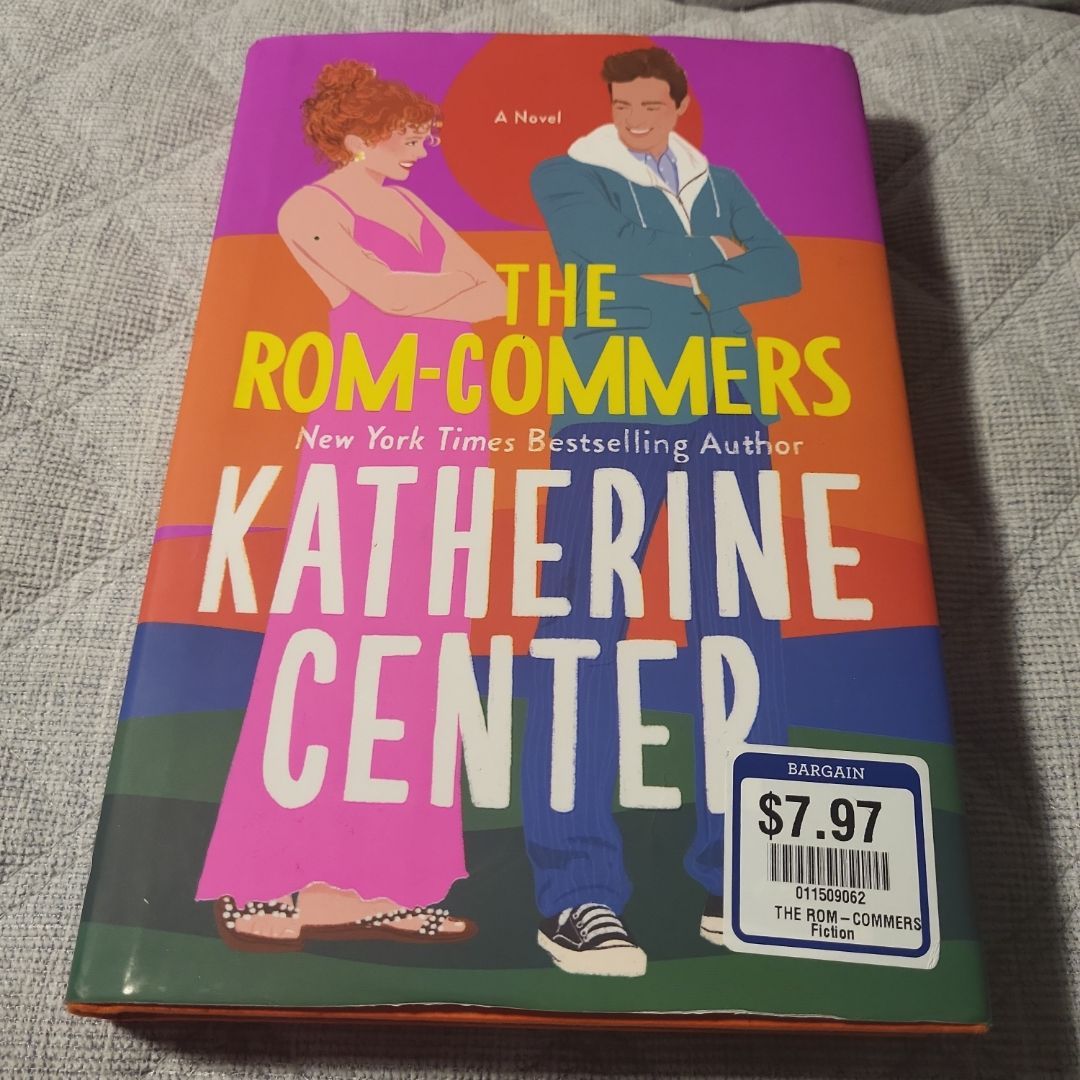 A Novel
THE
ROM-COMMERS
New York Times Bestselling Author
KATHERINE
CENTER
BARGAIN
$7.97
011509062
THE ROM-COMMERS
Fiction